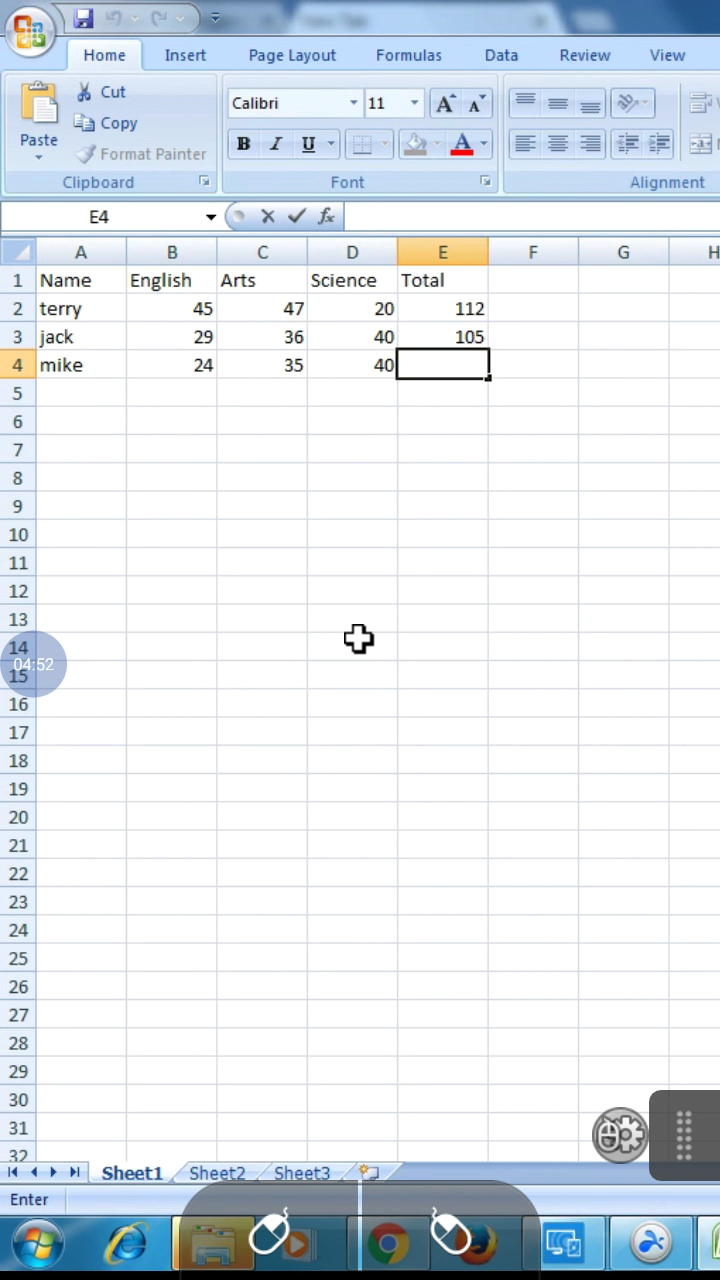 Home Insert Page Layout Formulas Data Review View
Paste
Cut
Copy
Format Painter
Calibri 11 A A
B I U A
Clipboard Font Alignment
E4 fx
A B C D E F G H
1 Name English Arts Science Total
2 terry 45 47 20 112
3 jack 29 36 40 105
4 mike 24 35 40
5
6
7
8
9
10
11
12
13
14
04:52
15
16
17
18
19
20
21
22
23
24
25
26
27
28
29
30
31
32
Sheet1 Sheet2 Sheet3
Enter